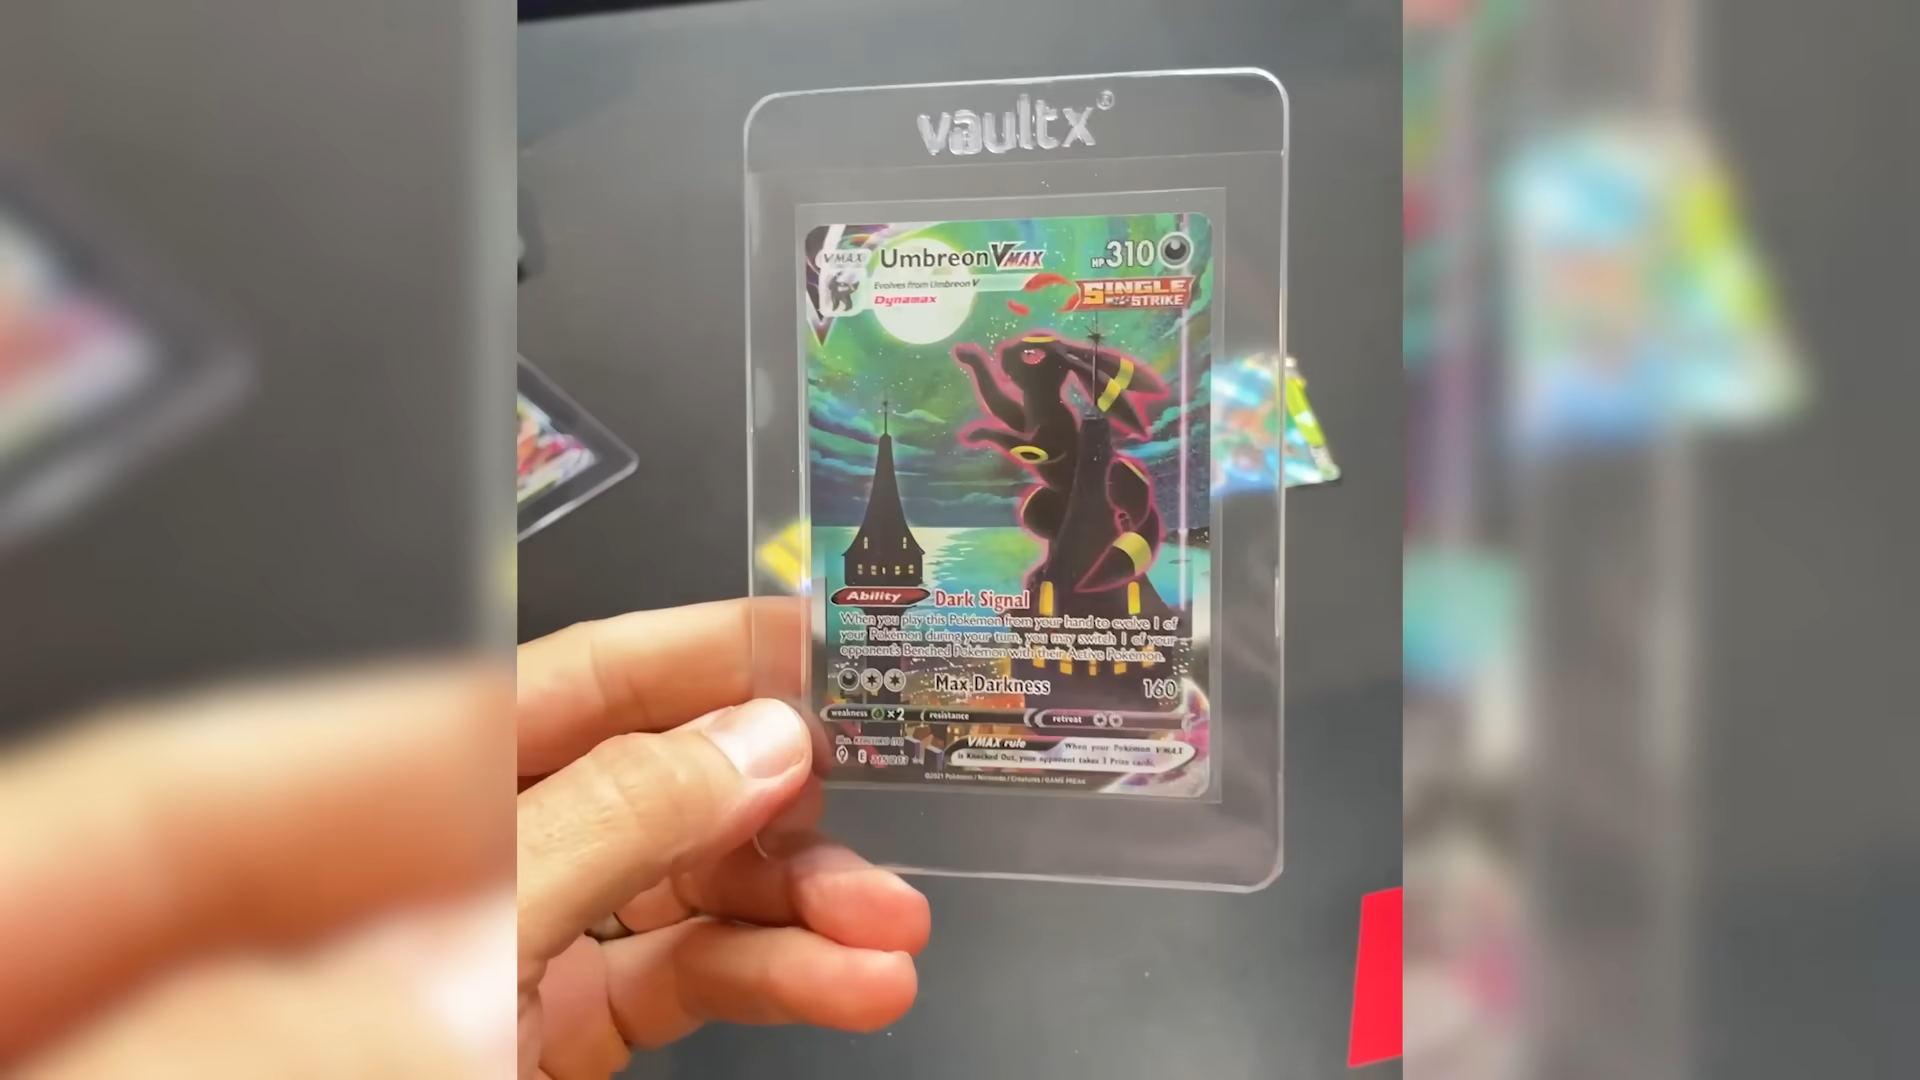 vaultx®
VMAX Umbreon VMAX HP 310
Evolves from Umbreon V
Dynamax
SINGLE STRIKE
Ability Dark Signal
When you play this Pokémon from your hand to evolve 1 of
your Pokémon during your turn, you may switch 1 of your
opponent's Benched Pokémon with their Active Pokémon.
Max Darkness 160
weakness ×2 resistance retreat
VMAX rule When your Pokémon VMAX
is Knocked Out, your opponent takes 3 Prize cards.
E 215/203
©2021 Pokémon / Nintendo / Creatures / GAME FREAK